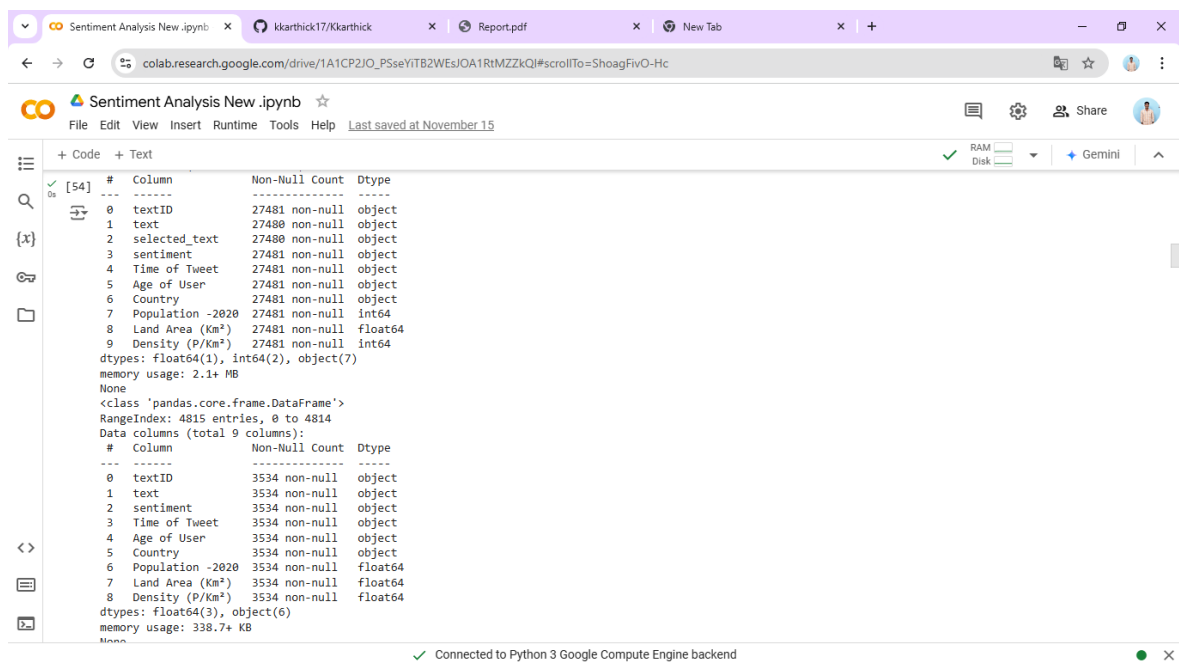 Sentiment Analysis New .ipynb
kkarthick17/Kkarthick
Report.pdf
New Tab
colab.research.google.com/drive/1A1CP2JO_PSseYiTB2WEsJOA1RtMZZkQI#scrollTo=ShoagFivO-Hc
CO
Sentiment Analysis New .ipynb
File Edit View Insert Runtime Tools Help Last saved at November 15
Share
+ Code + Text
RAM
Disk
Gemini
[54]
0s
# Column Non-Null Count Dtype
--- ------ -------------- -----
0 textID 27481 non-null object
1 text 27480 non-null object
2 selected_text 27480 non-null object
3 sentiment 27481 non-null object
4 Time of Tweet 27481 non-null object
5 Age of User 27481 non-null object
6 Country 27481 non-null object
7 Population -2020 27481 non-null int64
8 Land Area (Km²) 27481 non-null float64
9 Density (P/Km²) 27481 non-null int64
dtypes: float64(1), int64(2), object(7)
memory usage: 2.1+ MB
None
<class 'pandas.core.frame.DataFrame'>
RangeIndex: 4815 entries, 0 to 4814
Data columns (total 9 columns):
# Column Non-Null Count Dtype
--- ------ -------------- -----
0 textID 3534 non-null object
1 text 3534 non-null object
2 sentiment 3534 non-null object
3 Time of Tweet 3534 non-null object
4 Age of User 3534 non-null object
5 Country 3534 non-null object
6 Population -2020 3534 non-null float64
7 Land Area (Km²) 3534 non-null float64
8 Density (P/Km²) 3534 non-null float64
dtypes: float64(3), object(6)
memory usage: 338.7+ KB
None
Connected to Python 3 Google Compute Engine backend